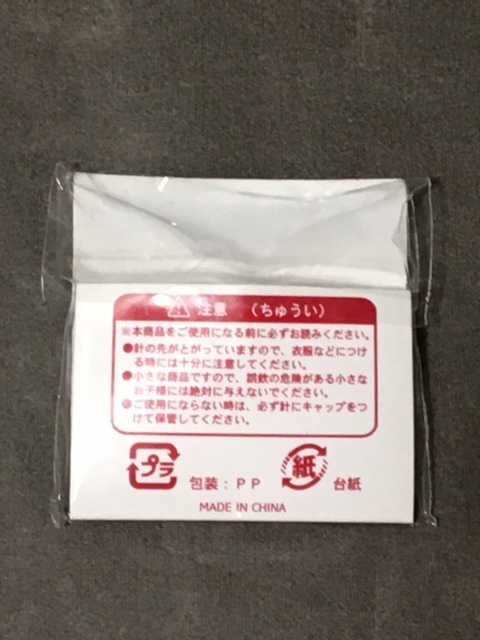 注意 （ちゅうい）
※本商品をご使用になる前に必ずお読みください。
●針の先がとがっていますので、衣服などにつけ
る時には十分に注意してください。
●小さな商品ですので、誤飲の危険がある小さな
お子様には絶対に与えないでください。
●ご使用にならない時は、必ず針にキャップをつ
けて保管してください。
プラ 包装：PP 紙 台紙
MADE IN CHINA